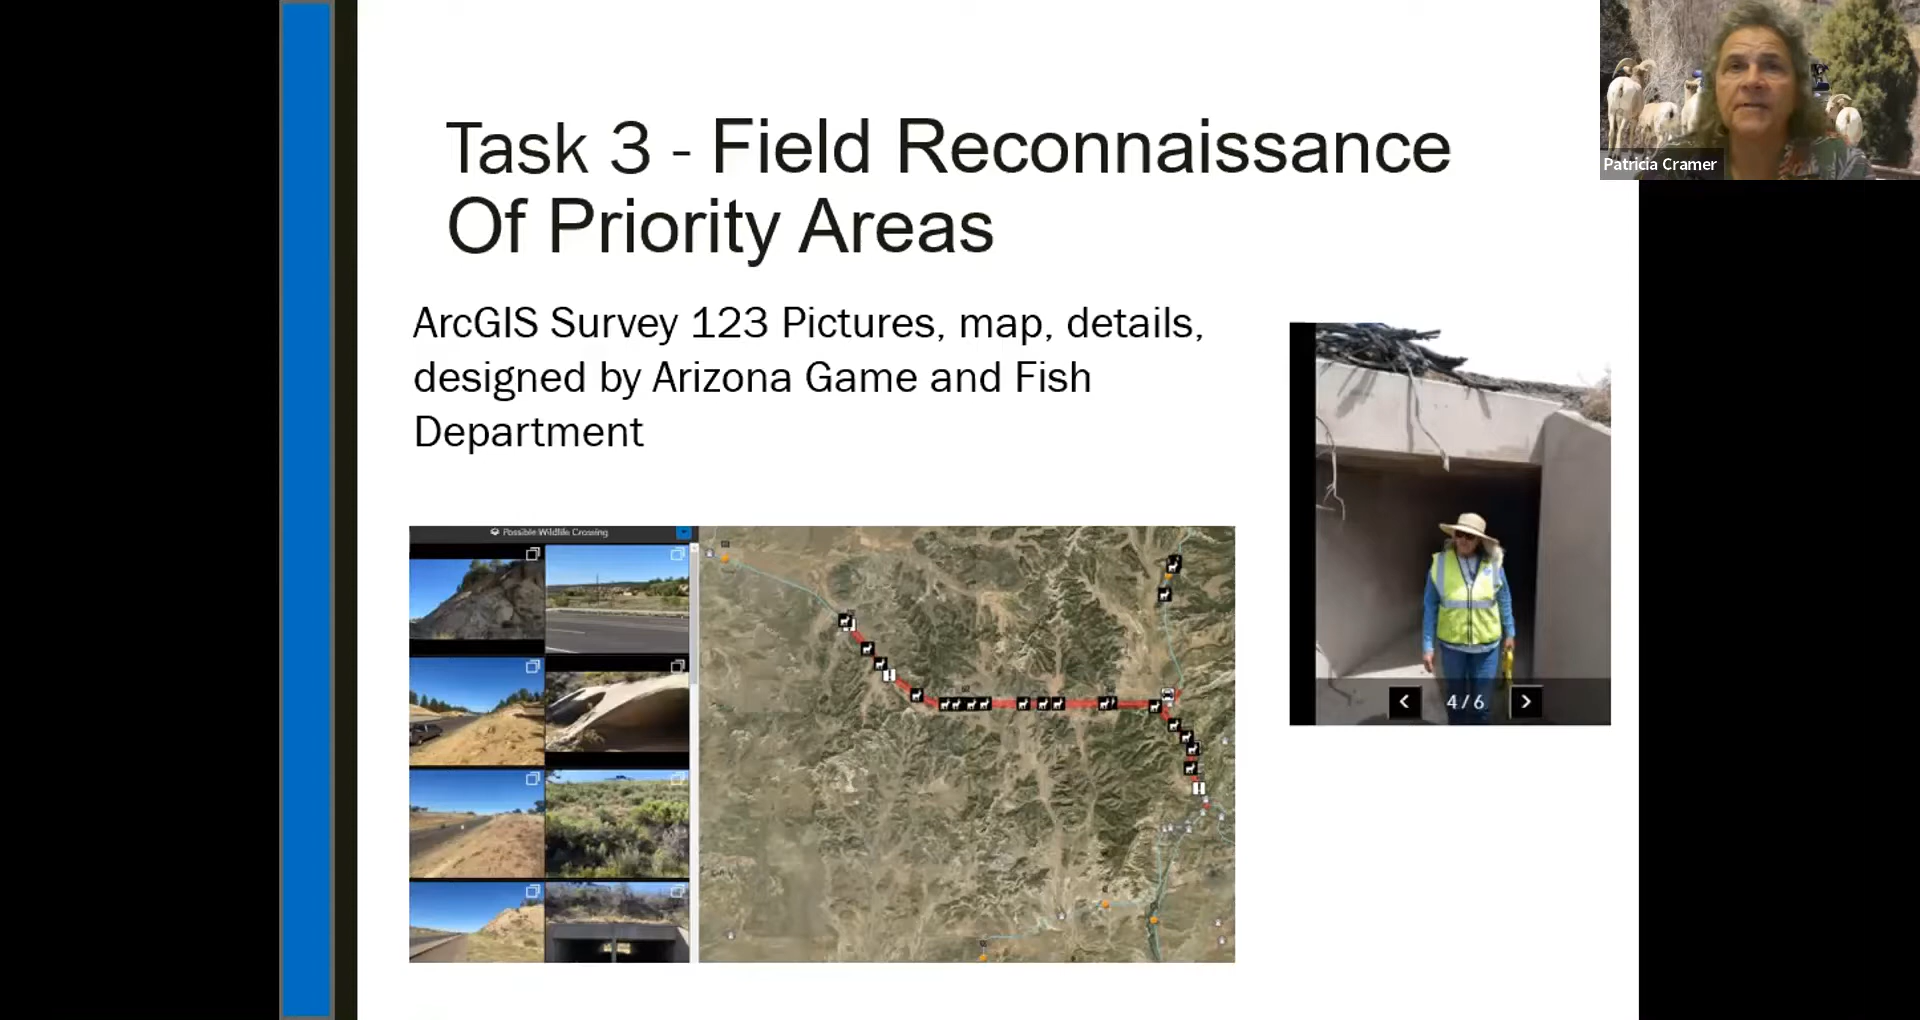 Task 3 - Field Reconnaissance
Of Priority Areas
Patricia Cramer
ArcGIS Survey 123 Pictures, map, details,
designed by Arizona Game and Fish
Department
Possible Wildlife Crossing
4 / 6